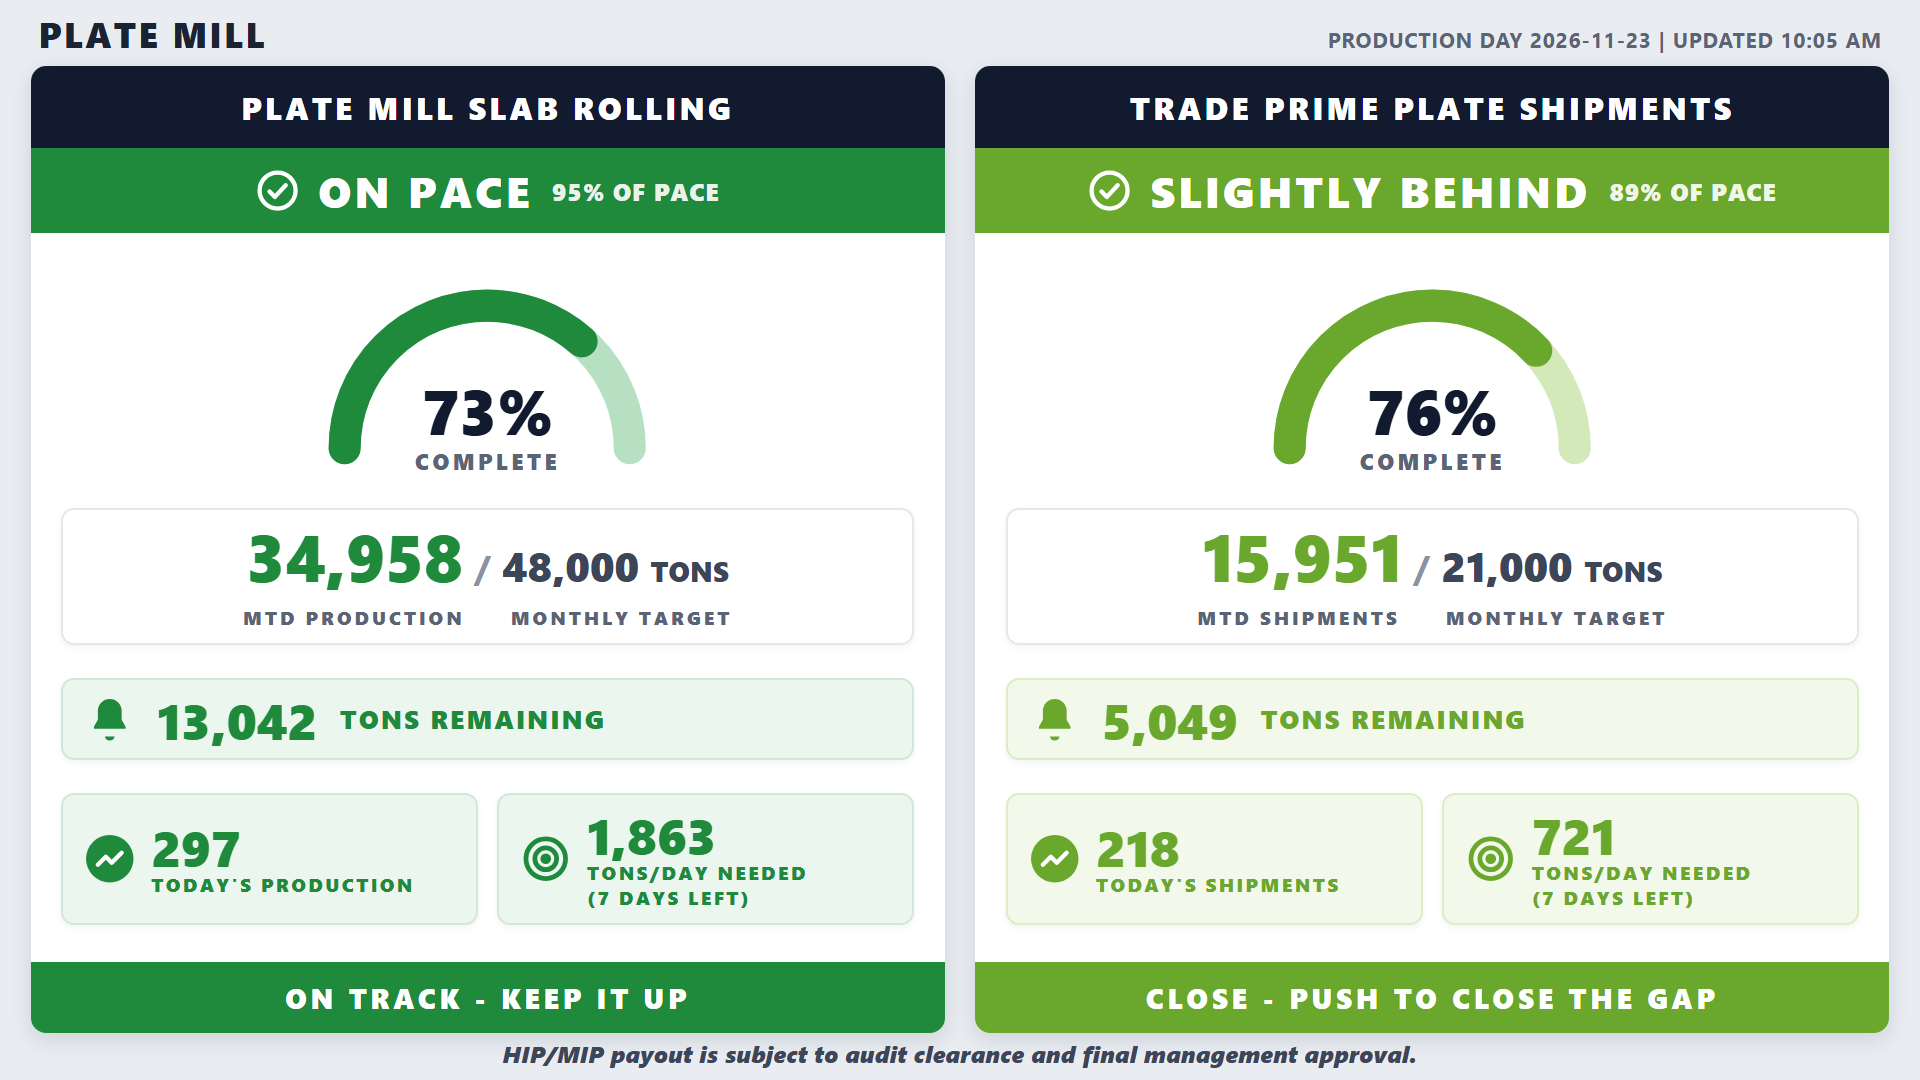 PLATE MILL
PRODUCTION DAY 2026-11-23 | UPDATED 10:05 AM
PLATE MILL SLAB ROLLING
ON PACE 95% OF PACE
73%
COMPLETE
34,958 / 48,000 TONS
MTD PRODUCTION MONTHLY TARGET
13,042 TONS REMAINING
297
TODAY'S PRODUCTION
1,863
TONS/DAY NEEDED
(7 DAYS LEFT)
ON TRACK - KEEP IT UP
TRADE PRIME PLATE SHIPMENTS
SLIGHTLY BEHIND 89% OF PACE
76%
COMPLETE
15,951 / 21,000 TONS
MTD SHIPMENTS MONTHLY TARGET
5,049 TONS REMAINING
218
TODAY'S SHIPMENTS
721
TONS/DAY NEEDED
(7 DAYS LEFT)
CLOSE - PUSH TO CLOSE THE GAP
HIP/MIP payout is subject to audit clearance and final management approval.